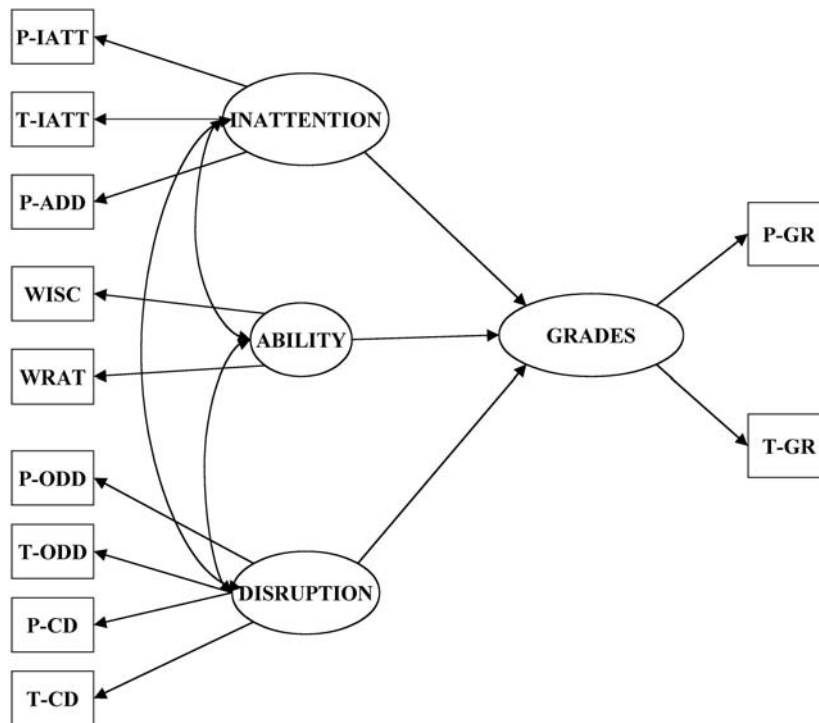 P-IATT
T-IATT
P-ADD
WISC
WRAT
P-ODD
T-ODD
P-CD
T-CD
INATTENTION
ABILITY
DISRUPTION
GRADES
P-GR
T-GR